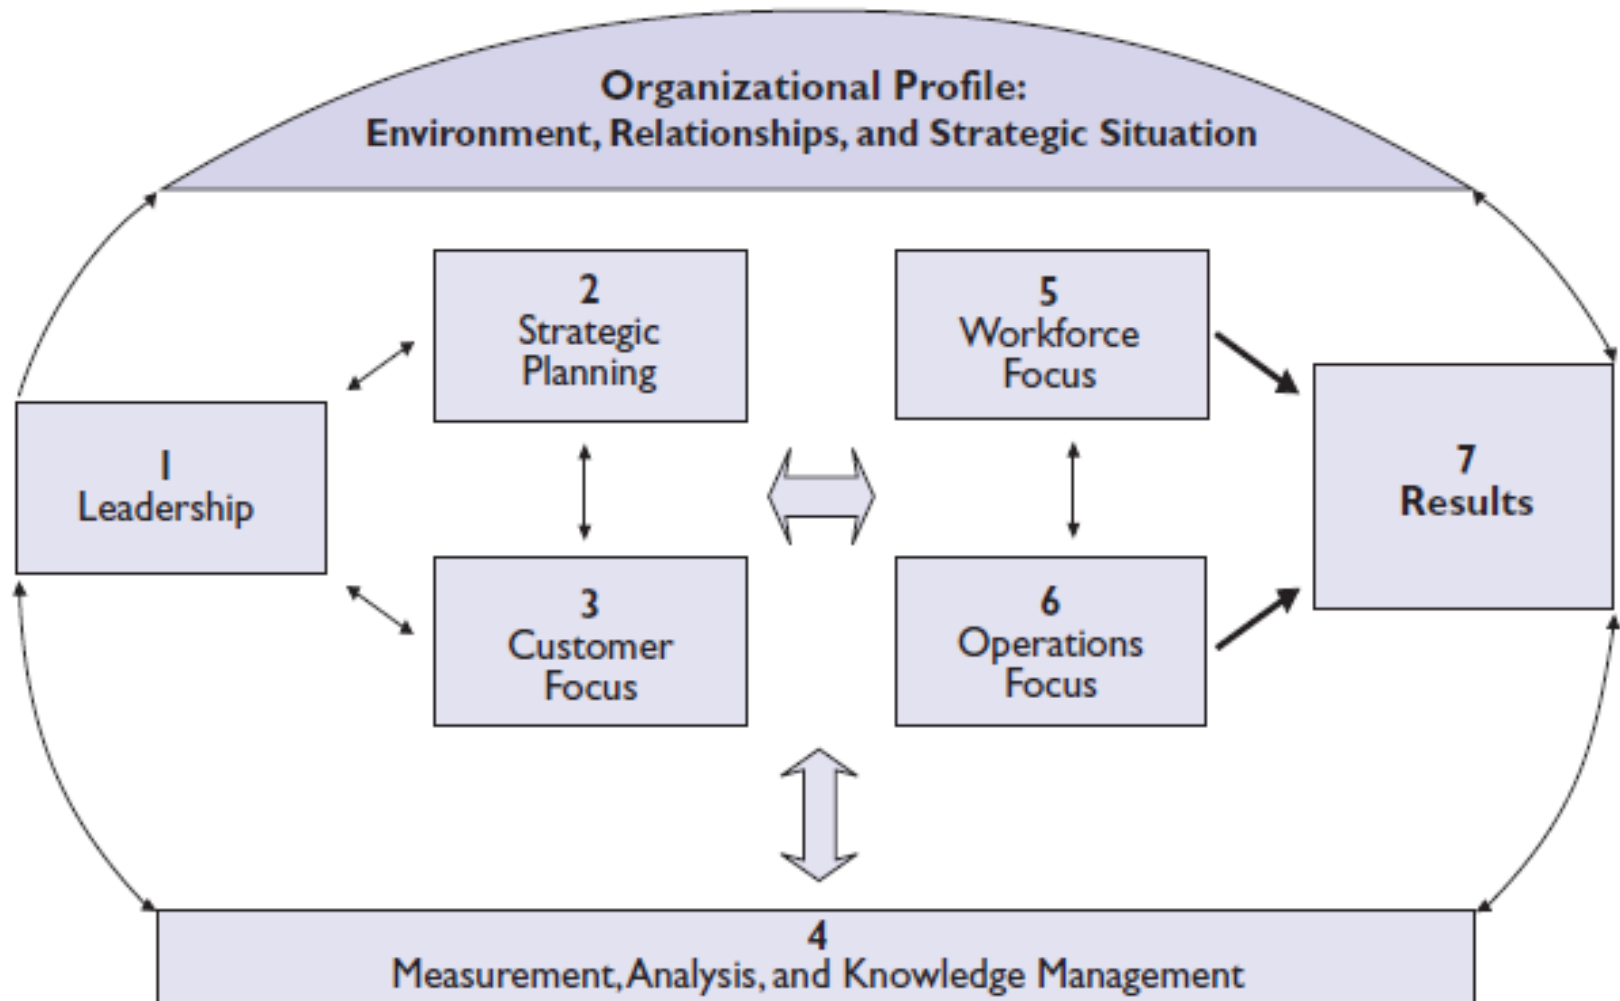 Organizational Profile:
Environment, Relationships, and Strategic Situation
1
Leadership
2
Strategic
Planning
3
Customer
Focus
5
Workforce
Focus
6
Operations
Focus
7
Results
4
Measurement, Analysis, and Knowledge Management